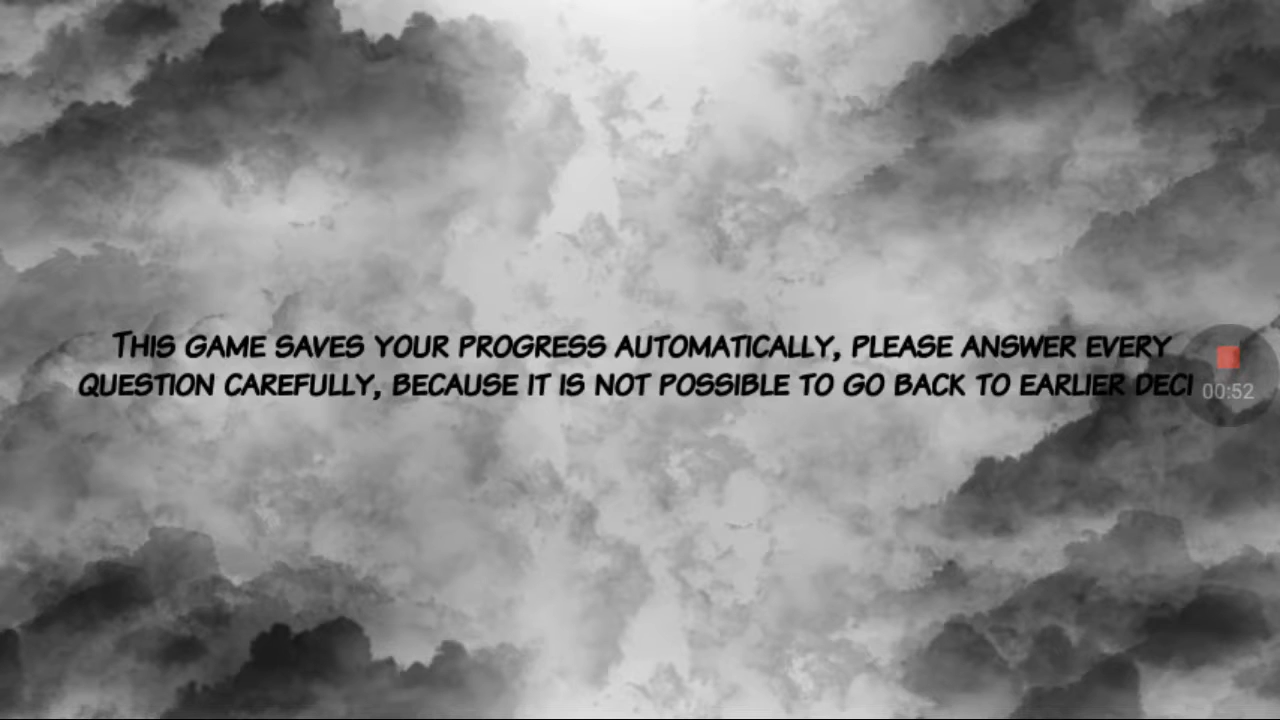 This game saves your progress automatically, please answer every
question carefully, because it is not possible to go back to earlier deci
00:52